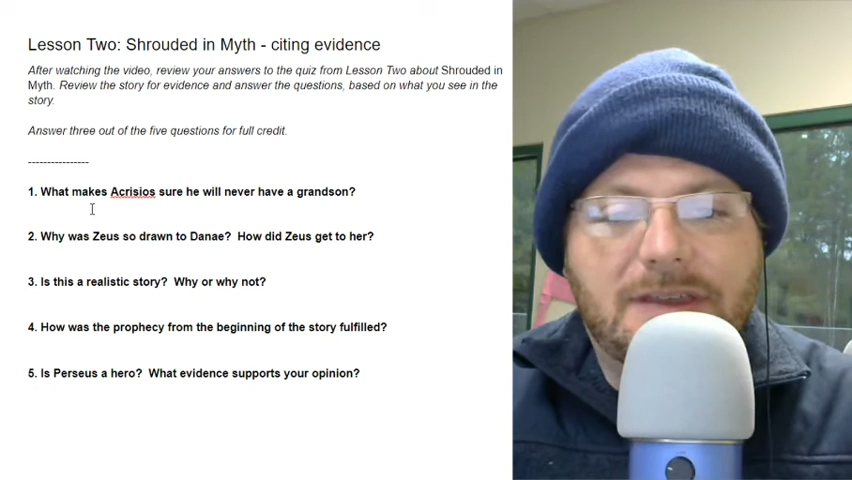 Lesson Two: Shrouded in Myth - citing evidence
After watching the video, review your answers to the quiz from Lesson Two about Shrouded in
Myth. Review the story for evidence and answer the questions, based on what you see in the
story.
Answer three out of the five questions for full credit.
----------------
1. What makes Acrisios sure he will never have a grandson?
2. Why was Zeus so drawn to Danae?  How did Zeus get to her?
3. Is this a realistic story?  Why or why not?
4. How was the prophecy from the beginning of the story fulfilled?
5. Is Perseus a hero?  What evidence supports your opinion?